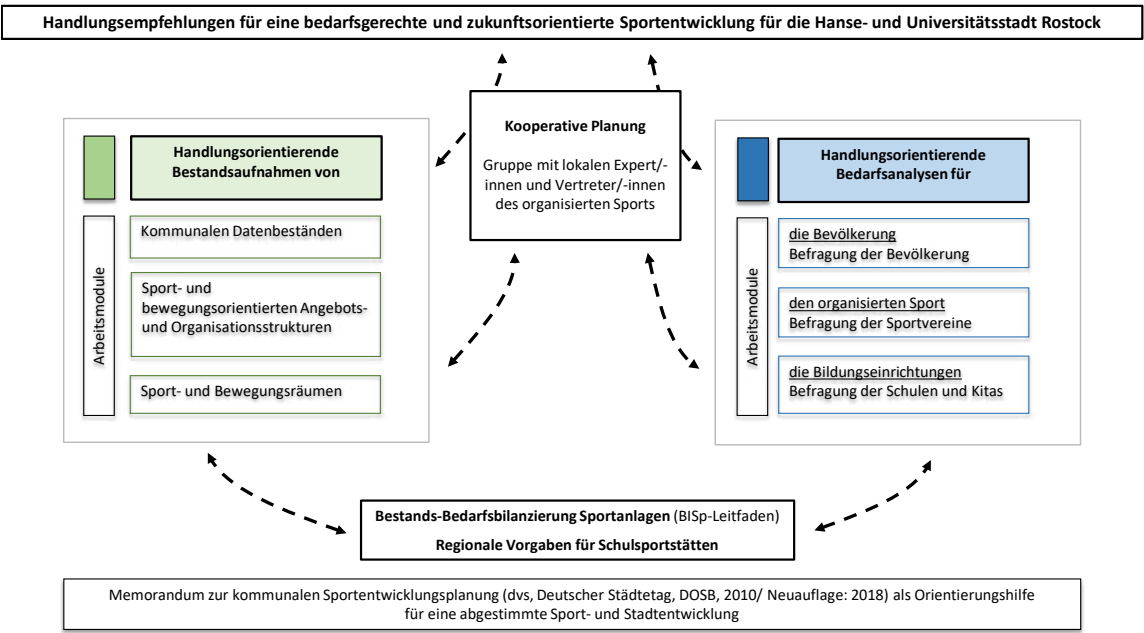 Handlungsempfehlungen für eine bedarfsgerechte und zukunftsorientierte Sportentwicklung für die Hanse- und Universitätsstadt Rostock
Kooperative Planung
Gruppe mit lokalen Expert/-
innen und Vertreter/-innen
des organisierten Sports
Handlungsorientierende
Bestandsaufnahmen von
Arbeitsmodule
Kommunalen Datenbeständen
Sport- und
bewegungsorientierten Angebots-
und Organisationsstrukturen
Sport- und Bewegungsräumen
Handlungsorientierende
Bedarfsanalysen für
Arbeitsmodule
die Bevölkerung
Befragung der Bevölkerung
den organisierten Sport
Befragung der Sportvereine
die Bildungseinrichtungen
Befragung der Schulen und Kitas
Bestands-Bedarfsbilanzierung Sportanlagen (BISp-Leitfaden)
Regionale Vorgaben für Schulsportstätten
Memorandum zur kommunalen Sportentwicklungsplanung (dvs, Deutscher Städtetag, DOSB, 2010/ Neuauflage: 2018) als Orientierungshilfe
für eine abgestimmte Sport- und Stadtentwicklung